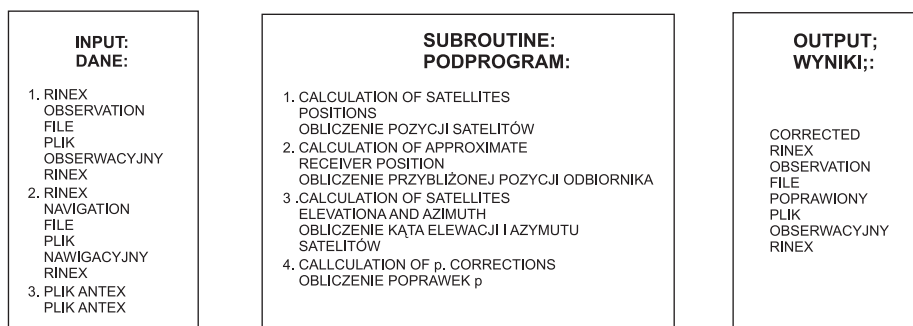 INPUT:
DANE:
1. RINEX
OBSERVATION
FILE
PLIK
OBSERWACYJNY
RINEX
2. RINEX
NAVIGATION
FILE
PLIK
NAWIGACYJNY
RINEX
3. PLIK ANTEX
PLIK ANTEX
SUBROUTINE:
PODPROGRAM:
1. CALCULATION OF SATELLITES
POSITIONS
OBLICZENIE POZYCJI SATELITÓW
2. CALCULATION OF APPROXIMATE
RECEIVER POSITION
OBLICZENIE PRZYBLIŻONEJ POZYCJI ODBIORNIKA
3 .CALCULATION OF SATELLITES
ELEVATIONA AND AZIMUTH
OBLICZENIE KĄTA ELEWACJI I AZYMUTU
SATELITÓW
4. CALLCULATION OF p. CORRECTIONS
OBLICZENIE POPRAWEK p
OUTPUT;
WYNIKI;:
CORRECTED
RINEX
OBSERVATION
FILE
POPRAWIONY
PLIK
OBSERWACYJNY
RINEX